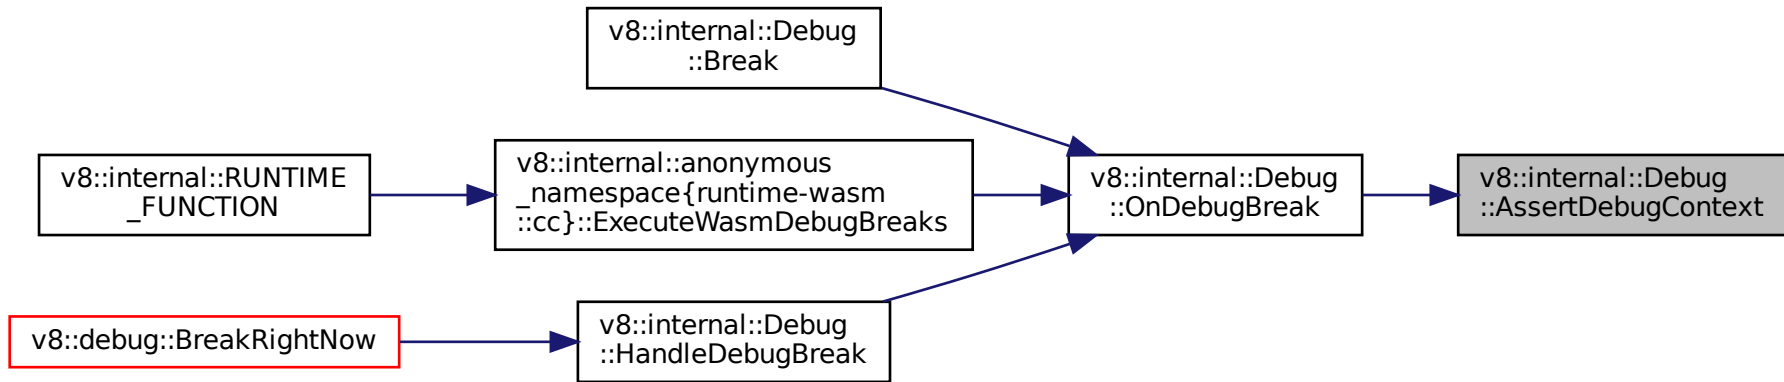 v8::internal::Debug
::Break
v8::internal::RUNTIME
_FUNCTION
v8::internal::anonymous
_namespace{runtime-wasm
::cc}::ExecuteWasmDebugBreaks
v8::internal::Debug
::OnDebugBreak
v8::internal::Debug
::AssertDebugContext
v8::debug::BreakRightNow
v8::internal::Debug
::HandleDebugBreak